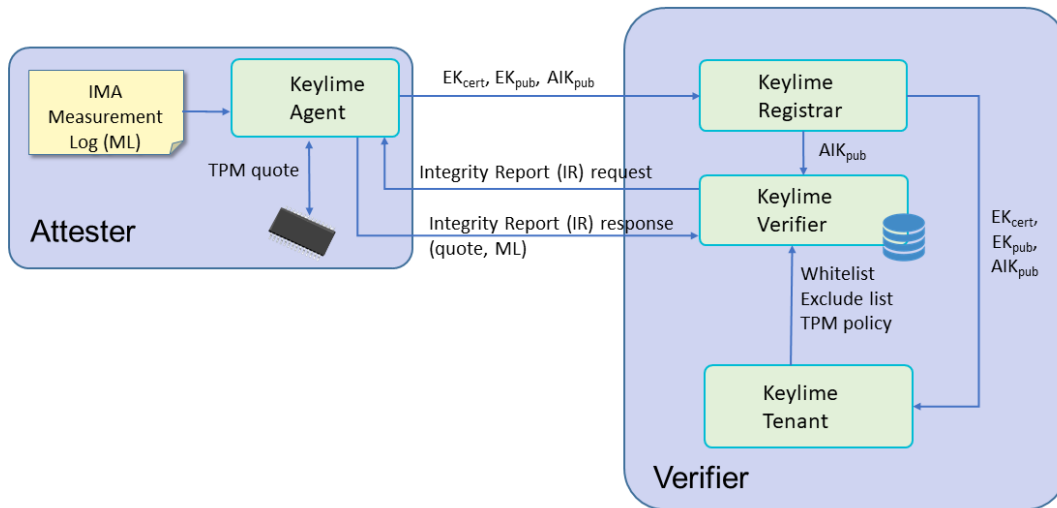 IMA
Measurement
Log (ML)
Keylime
Agent
TPM quote
Attester
EKcert, EKpub, AIKpub
Integrity Report (IR) request
Integrity Report (IR) response
(quote, ML)
Keylime
Registrar
AIKpub
Keylime
Verifier
EKcert,
EKpub,
AIKpub
Whitelist
Exclude list
TPM policy
Keylime
Tenant
Verifier